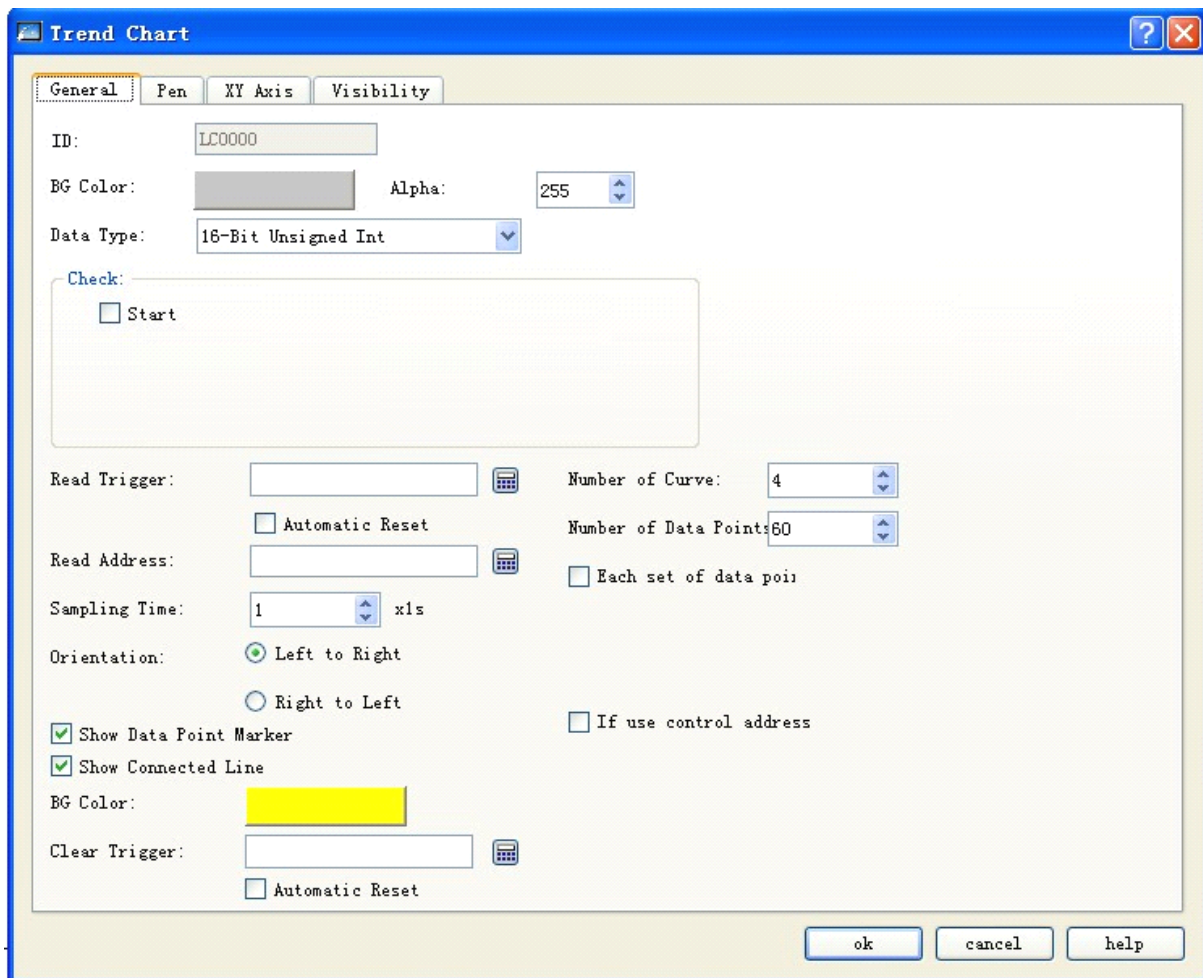 Trend Chart
General Pen XY Axis Visibility
ID: LC0000
BG Color: Alpha: 255
Data Type: 16-Bit Unsigned Int
Check:
Start
Read Trigger: Number of Curve: 4
Automatic Reset Number of Data Points 60
Read Address: Each set of data poi
Sampling Time: 1 x1s
Orientation: Left to Right
Right to Left
If use control address
Show Data Point Marker
Show Connected Line
BG Color:
Clear Trigger:
Automatic Reset
ok cancel help